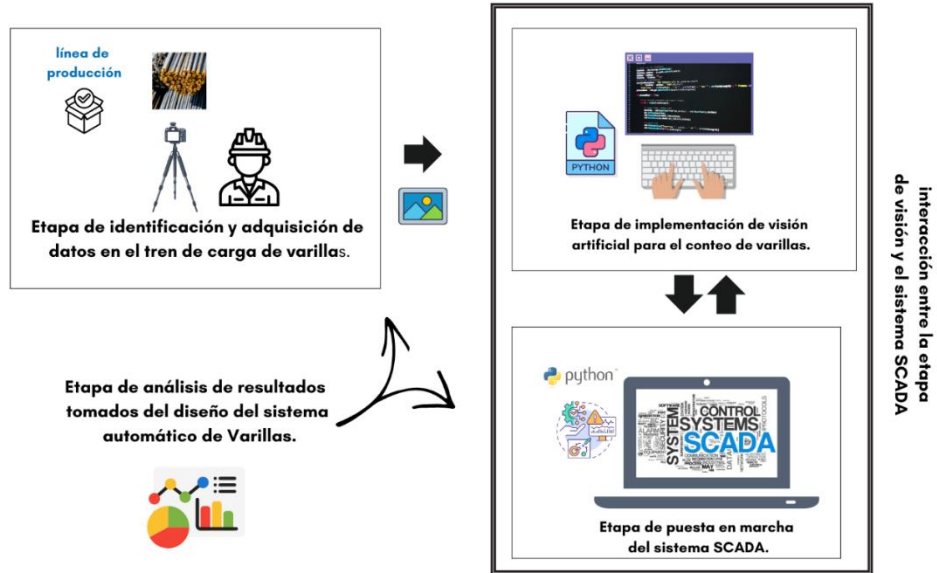 línea de
producción
Etapa de identificación y adquisición de
datos en el tren de carga de varillas.
PYTHON
Etapa de implementación de visión
artificial para el conteo de varillas.
interacción entre la etapa
de visión y el sistema SCADA
Etapa de análisis de resultados
tomados del diseño del sistema
automático de Varillas.
python
CONTROL
SYSTEMS
SYSTEM
SCADA
Etapa de puesta en marcha
del sistema SCADA.